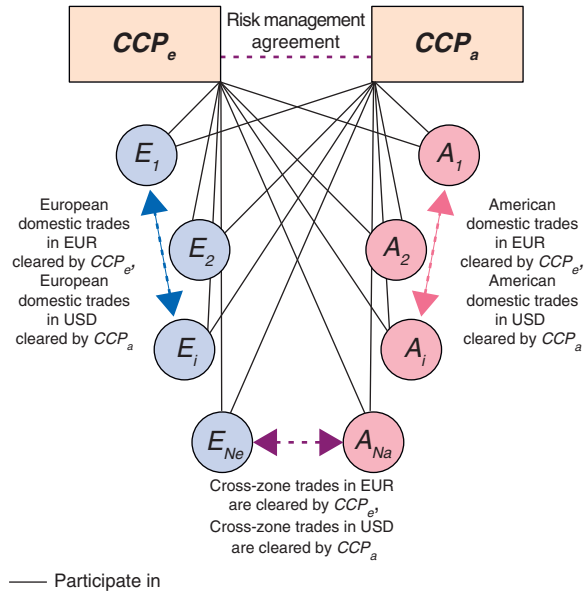 Risk management
agreement
CCPe
CCPa
E1
A1
European
domestic trades
in EUR
cleared by CCPe,
European
domestic trades
in USD
cleared by CCPa
E2
A2
American
domestic trades
in EUR
cleared by CCPe,
American
domestic trades
in USD
cleared by CCPa
Ei
Ai
ENe
ANa
Cross-zone trades in EUR
are cleared by CCPe,
Cross-zone trades in USD
are cleared by CCPa
Participate in